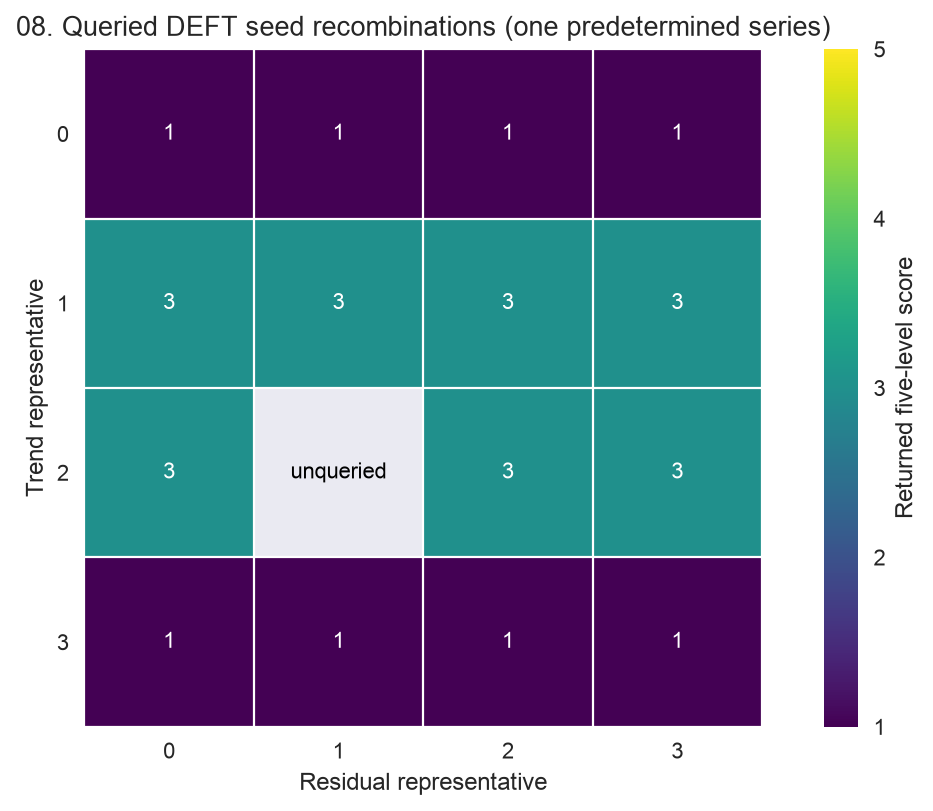 08. Queried DEFT seed recombinations (one predetermined series)
5
0
1 1 1 1
4
1
3 3 3 3
Trend representative
3
Returned five-level score
2
3 unqueried 3 3
2
3
1 1 1 1
1
0 1 2 3
Residual representative